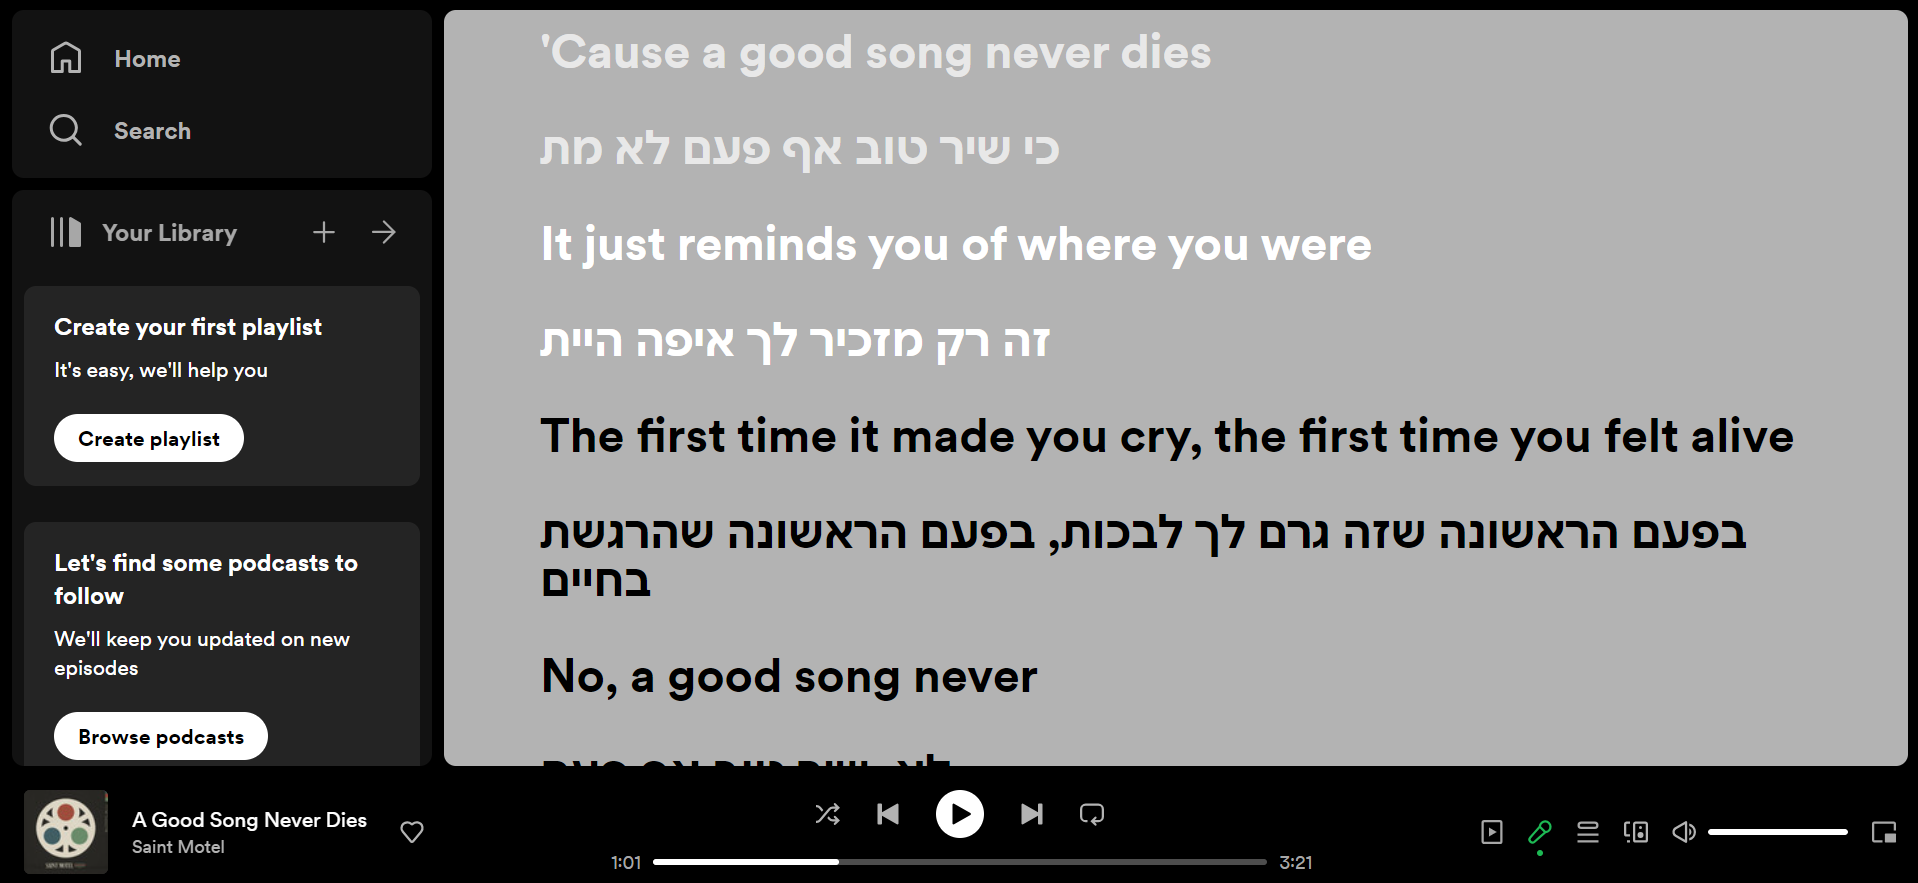 Home
Search
Your Library
Create your first playlist
It's easy, we'll help you
Create playlist
Let's find some podcasts to
follow
We'll keep you updated on new
episodes
Browse podcasts
'Cause a good song never dies
כי שיר טוב אף פעם לא מת
It just reminds you of where you were
זה רק מזכיר לך איפה היית
The first time it made you cry, the first time you felt alive
בפעם הראשונה שזה גרם לך לבכות, בפעם הראשונה שהרגשת
בחיים
No, a good song never
לא, שיר טוב אף פעם
A Good Song Never Dies
Saint Motel
1:01
3:21